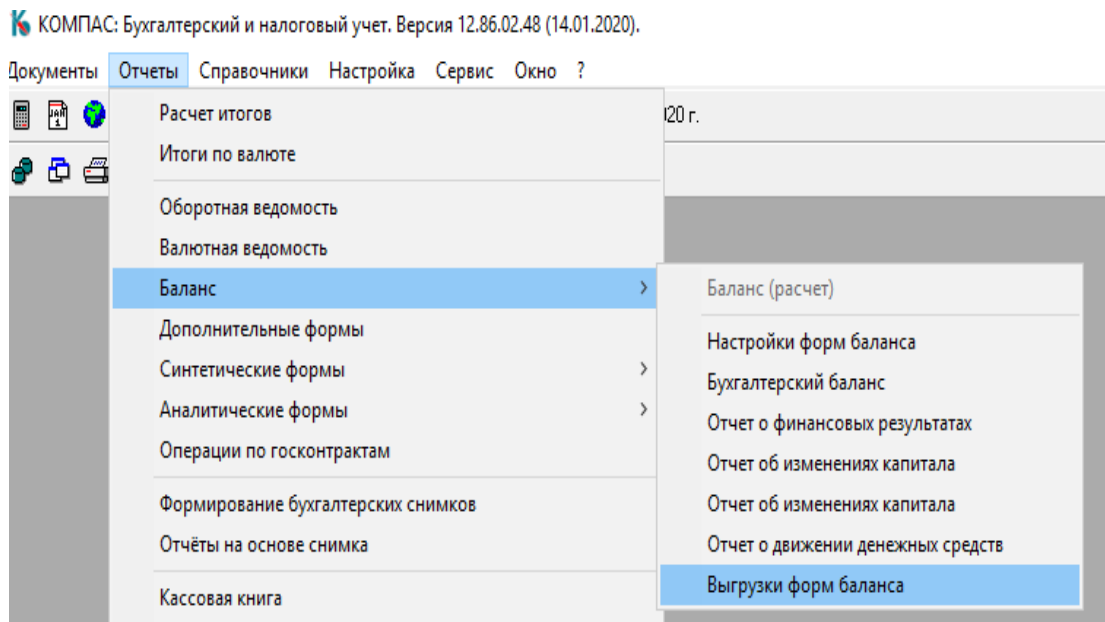 КОМПАС: Бухгалтерский и налоговый учет. Версия 12.86.02.48 (14.01.2020).
Документы Отчеты Справочники Настройка Сервис Окно ?
Расчет итогов
020 г.
Итоги по валюте
Оборотная ведомость
Валютная ведомость
Баланс
Дополнительные формы
Синтетические формы
Аналитические формы
Операции по госконтрактам
Формирование бухгалтерских снимков
Отчёты на основе снимка
Кассовая книга
Баланс (расчет)
Настройки форм баланса
Бухгалтерский баланс
Отчет о финансовых результатах
Отчет об изменениях капитала
Отчет об изменениях капитала
Отчет о движении денежных средств
Выгрузки форм баланса